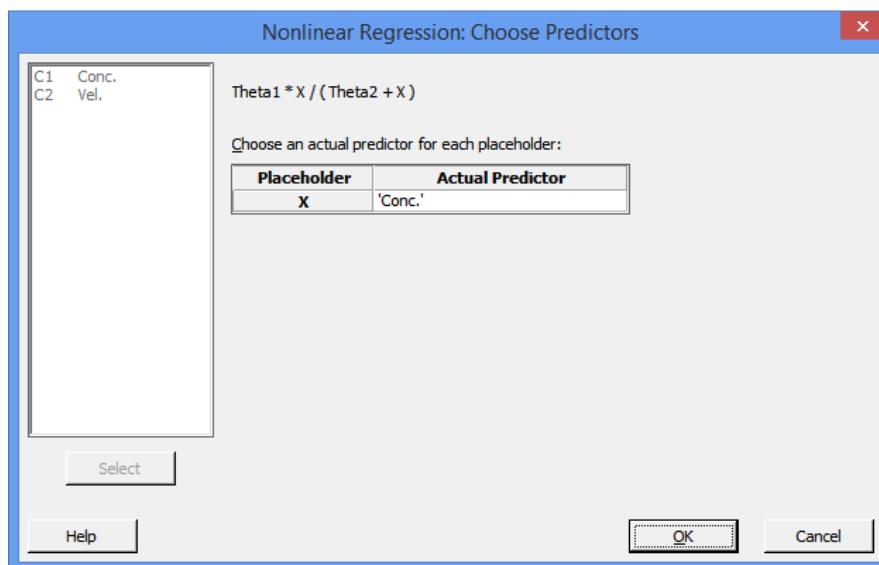 Nonlinear Regression: Choose Predictors
C1 Conc.
C2 Vel.
Theta1 * X / ( Theta2 + X )
Choose an actual predictor for each placeholder:
Placeholder Actual Predictor
X 'Conc.'
Select
Help OK Cancel